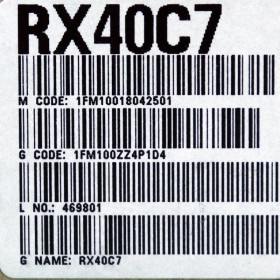 RX40C7
M CODE: 1FM10018042501
G CODE: 1FM100ZZ4P1D4
L NO.: 469801
G NAME: RX40C7